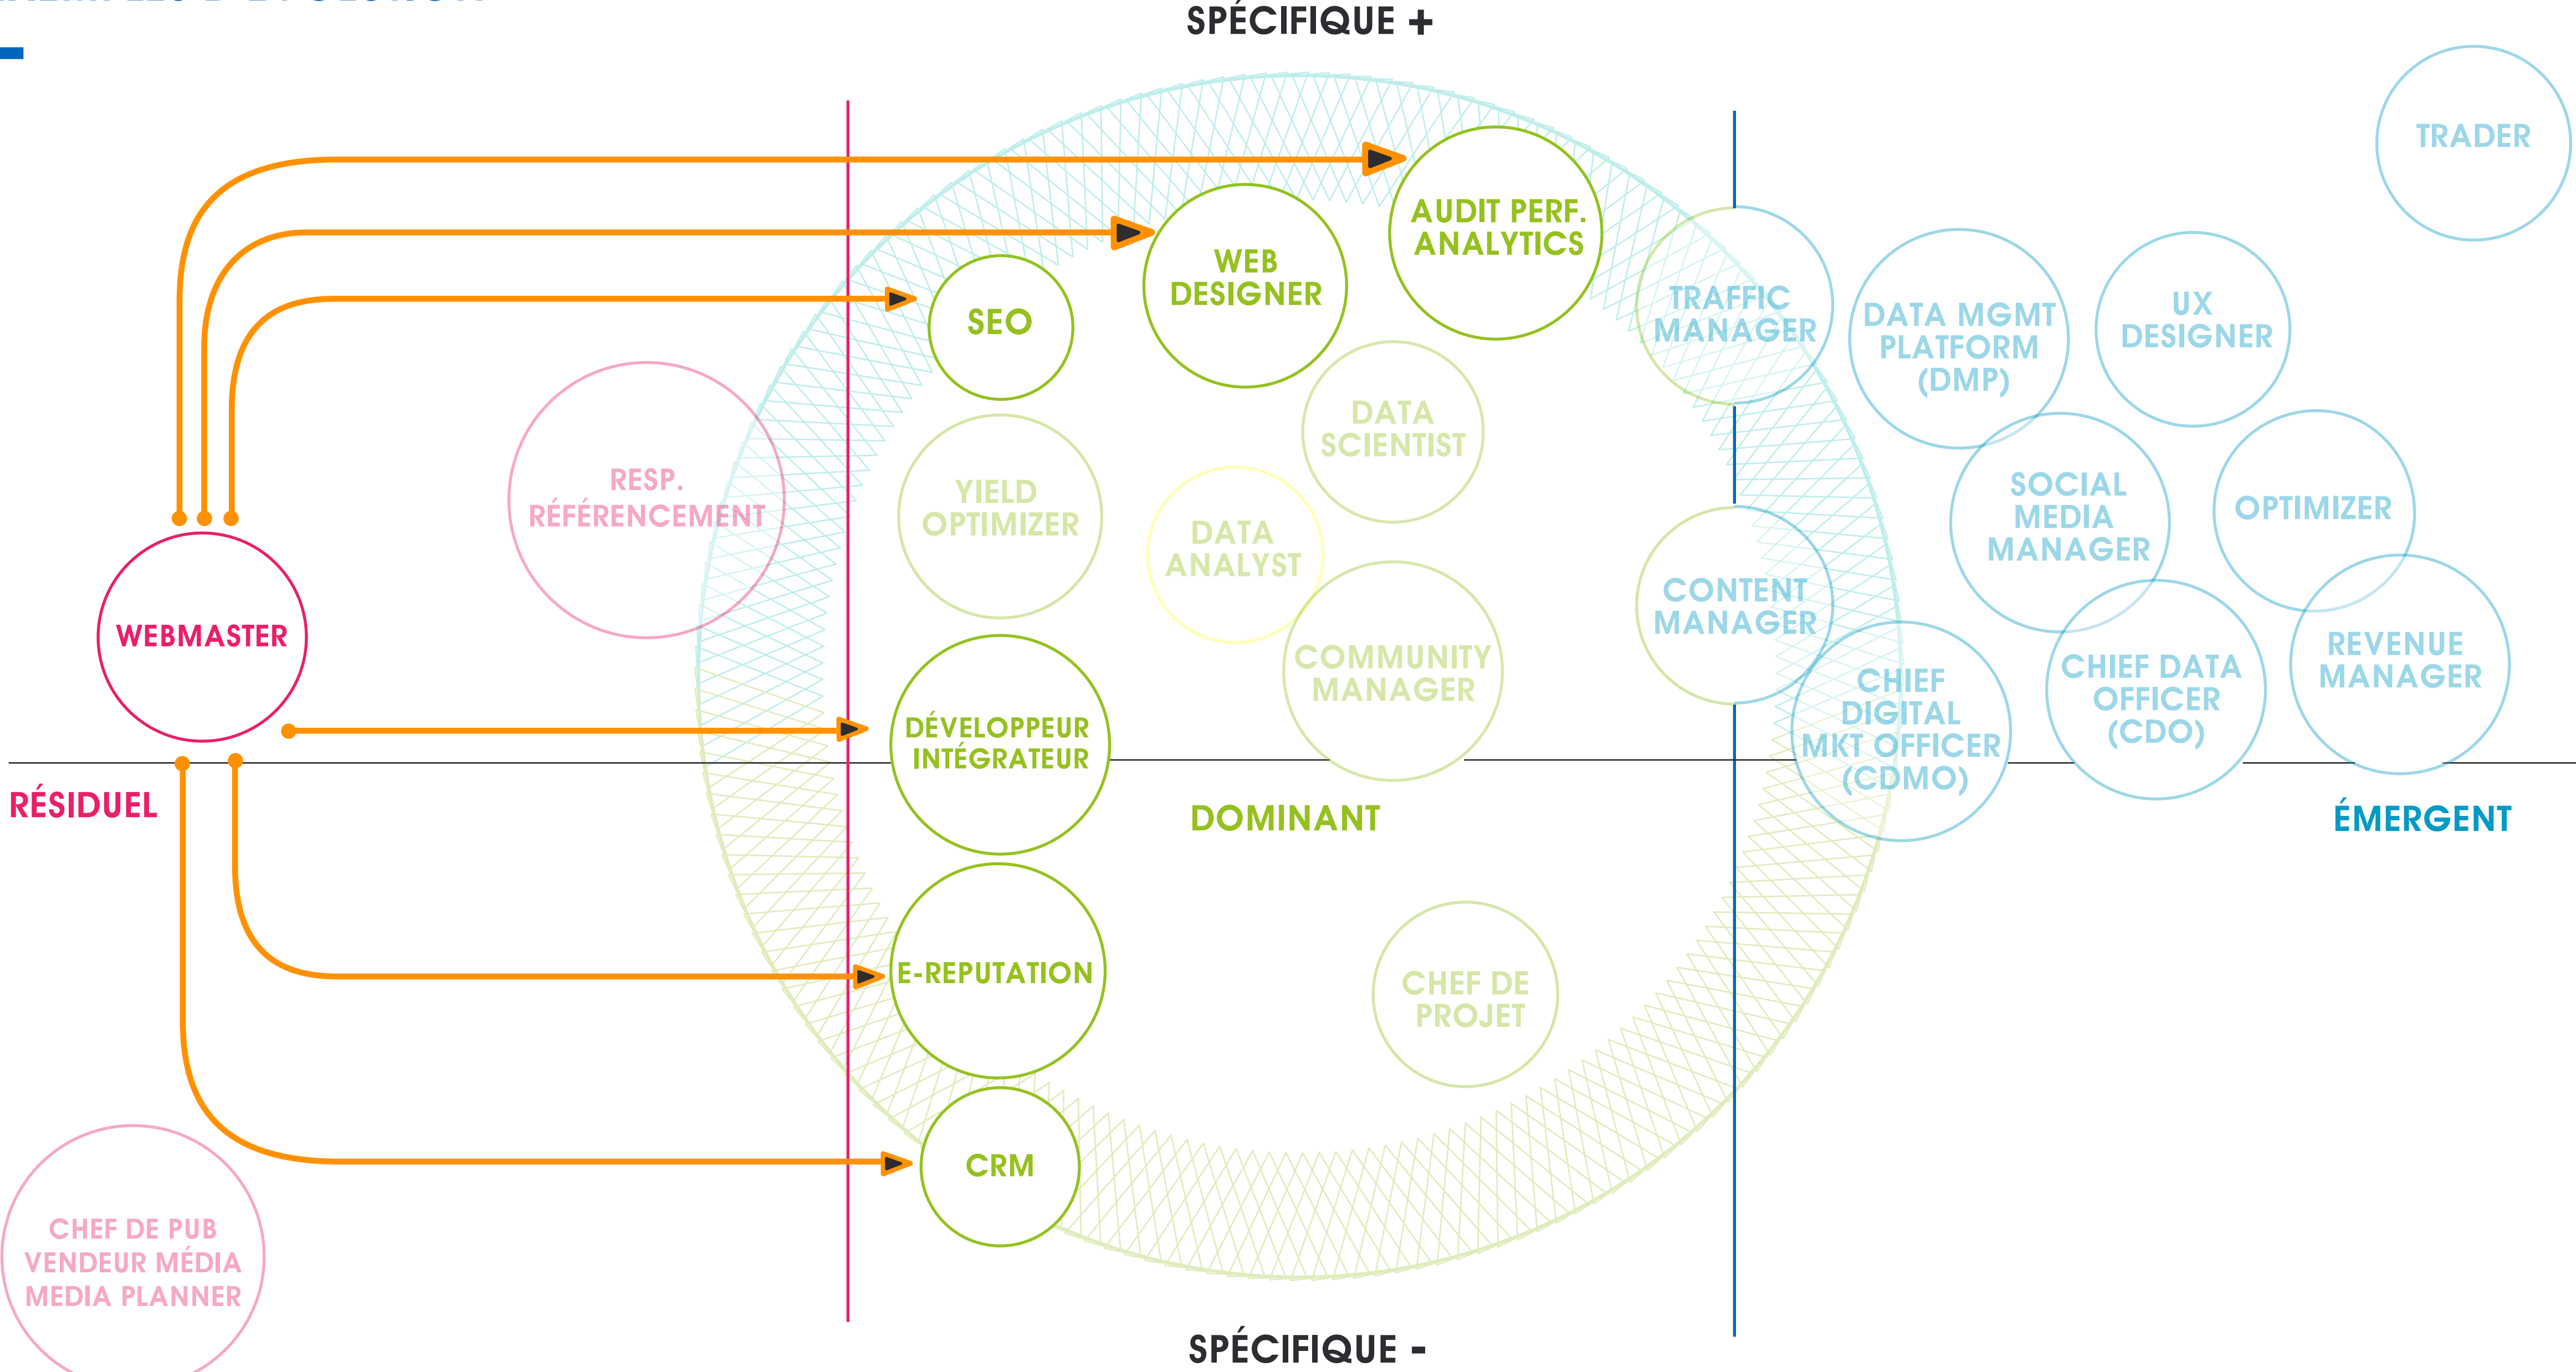 SPÉCIFIQUE +
TRADER
AUDIT PERF.
ANALYTICS
WEB
DESIGNER
SEO
TRAFFIC
MANAGER
DATA MGMT
PLATFORM
(DMP)
UX
DESIGNER
DATA
SCIENTIST
RESP.
RÉFÉRENCEMENT
YIELD
OPTIMIZER
DATA
ANALYST
SOCIAL
MEDIA
MANAGER
OPTIMIZER
CONTENT
MANAGER
WEBMASTER
COMMUNITY
MANAGER
REVENUE
MANAGER
CHIEF
DIGITAL
MKT OFFICER
(CDMO)
CHIEF DATA
OFFICER
(CDO)
DÉVELOPPEUR
INTÉGRATEUR
RÉSIDUEL
DOMINANT
ÉMERGENT
E-REPUTATION
CHEF DE
PROJET
CRM
CHEF DE PUB
VENDEUR MÉDIA
MEDIA PLANNER
SPÉCIFIQUE -